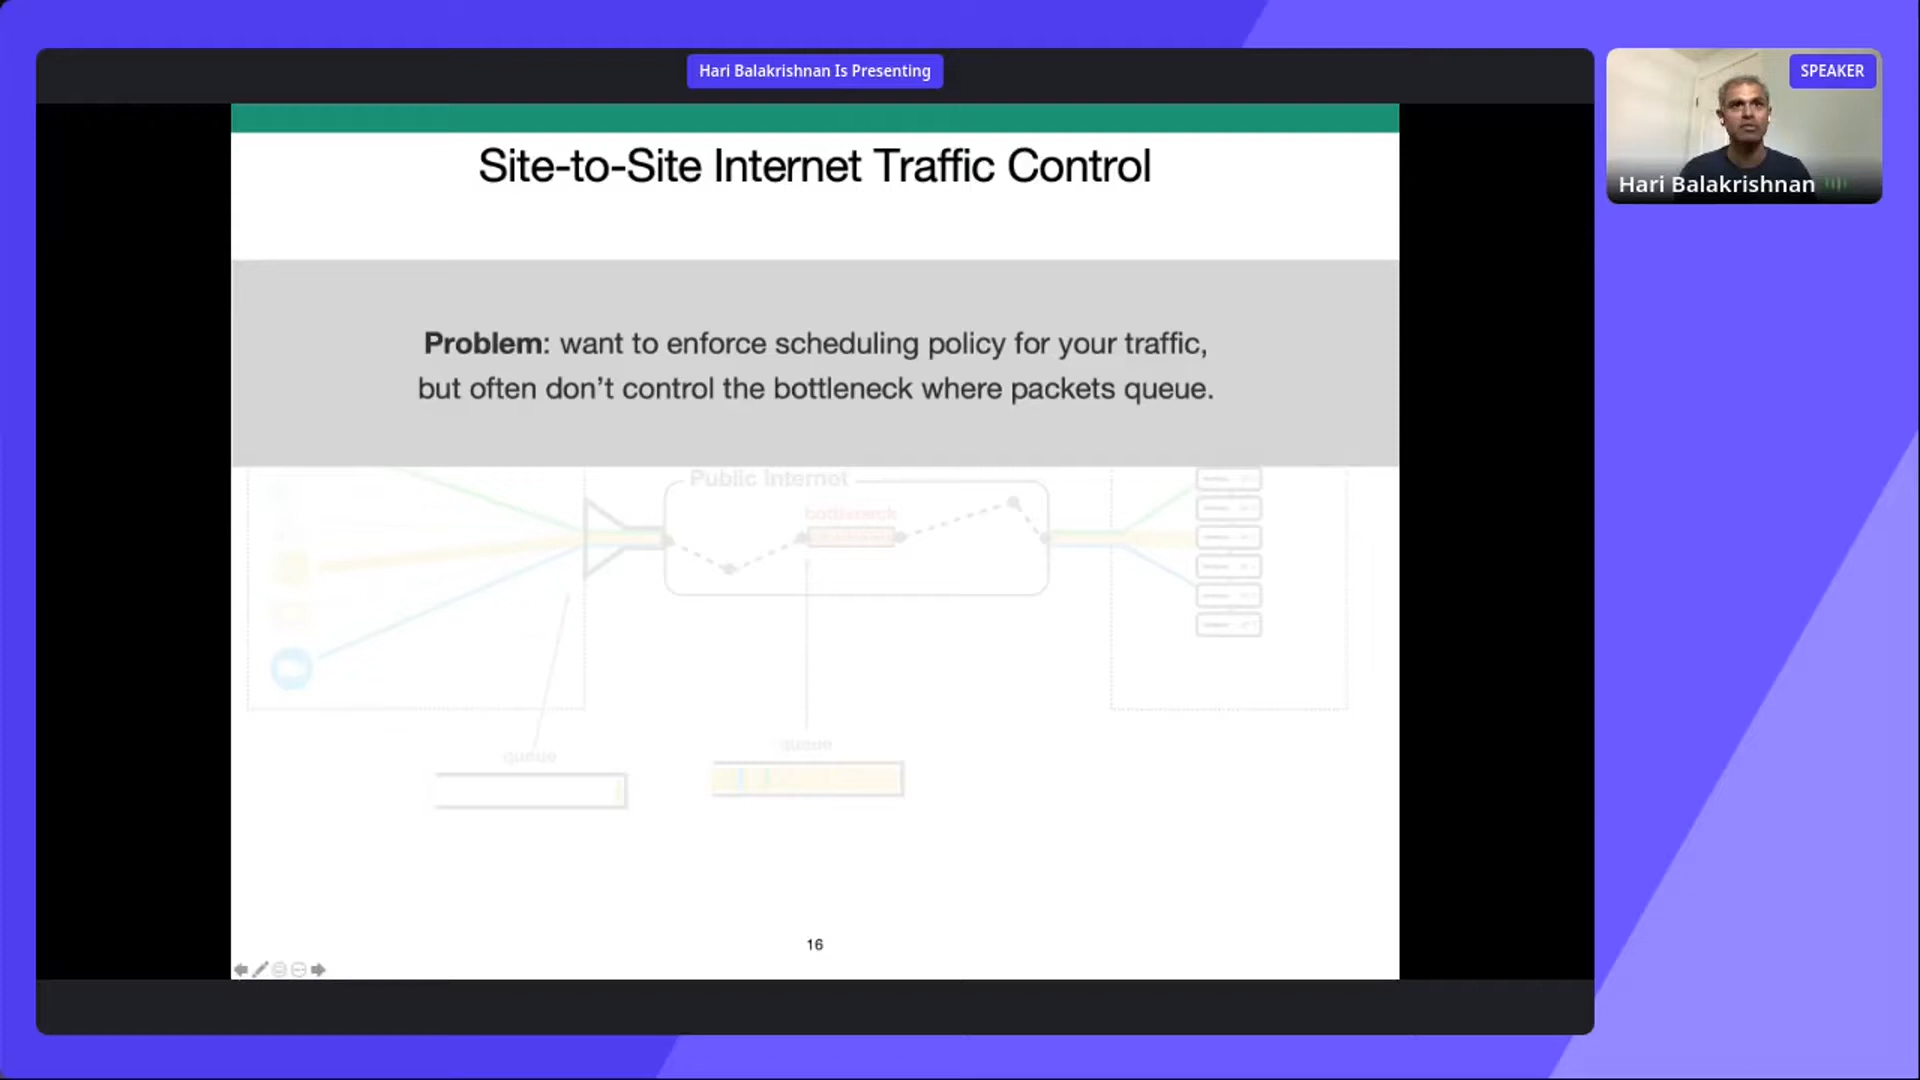 Hari Balakrishnan Is Presenting
SPEAKER
Hari Balakrishnan
Site-to-Site Internet Traffic Control
Problem: want to enforce scheduling policy for your traffic,
but often don’t control the bottleneck where packets queue.
Public Internet
bottleneck
queue
queue
16